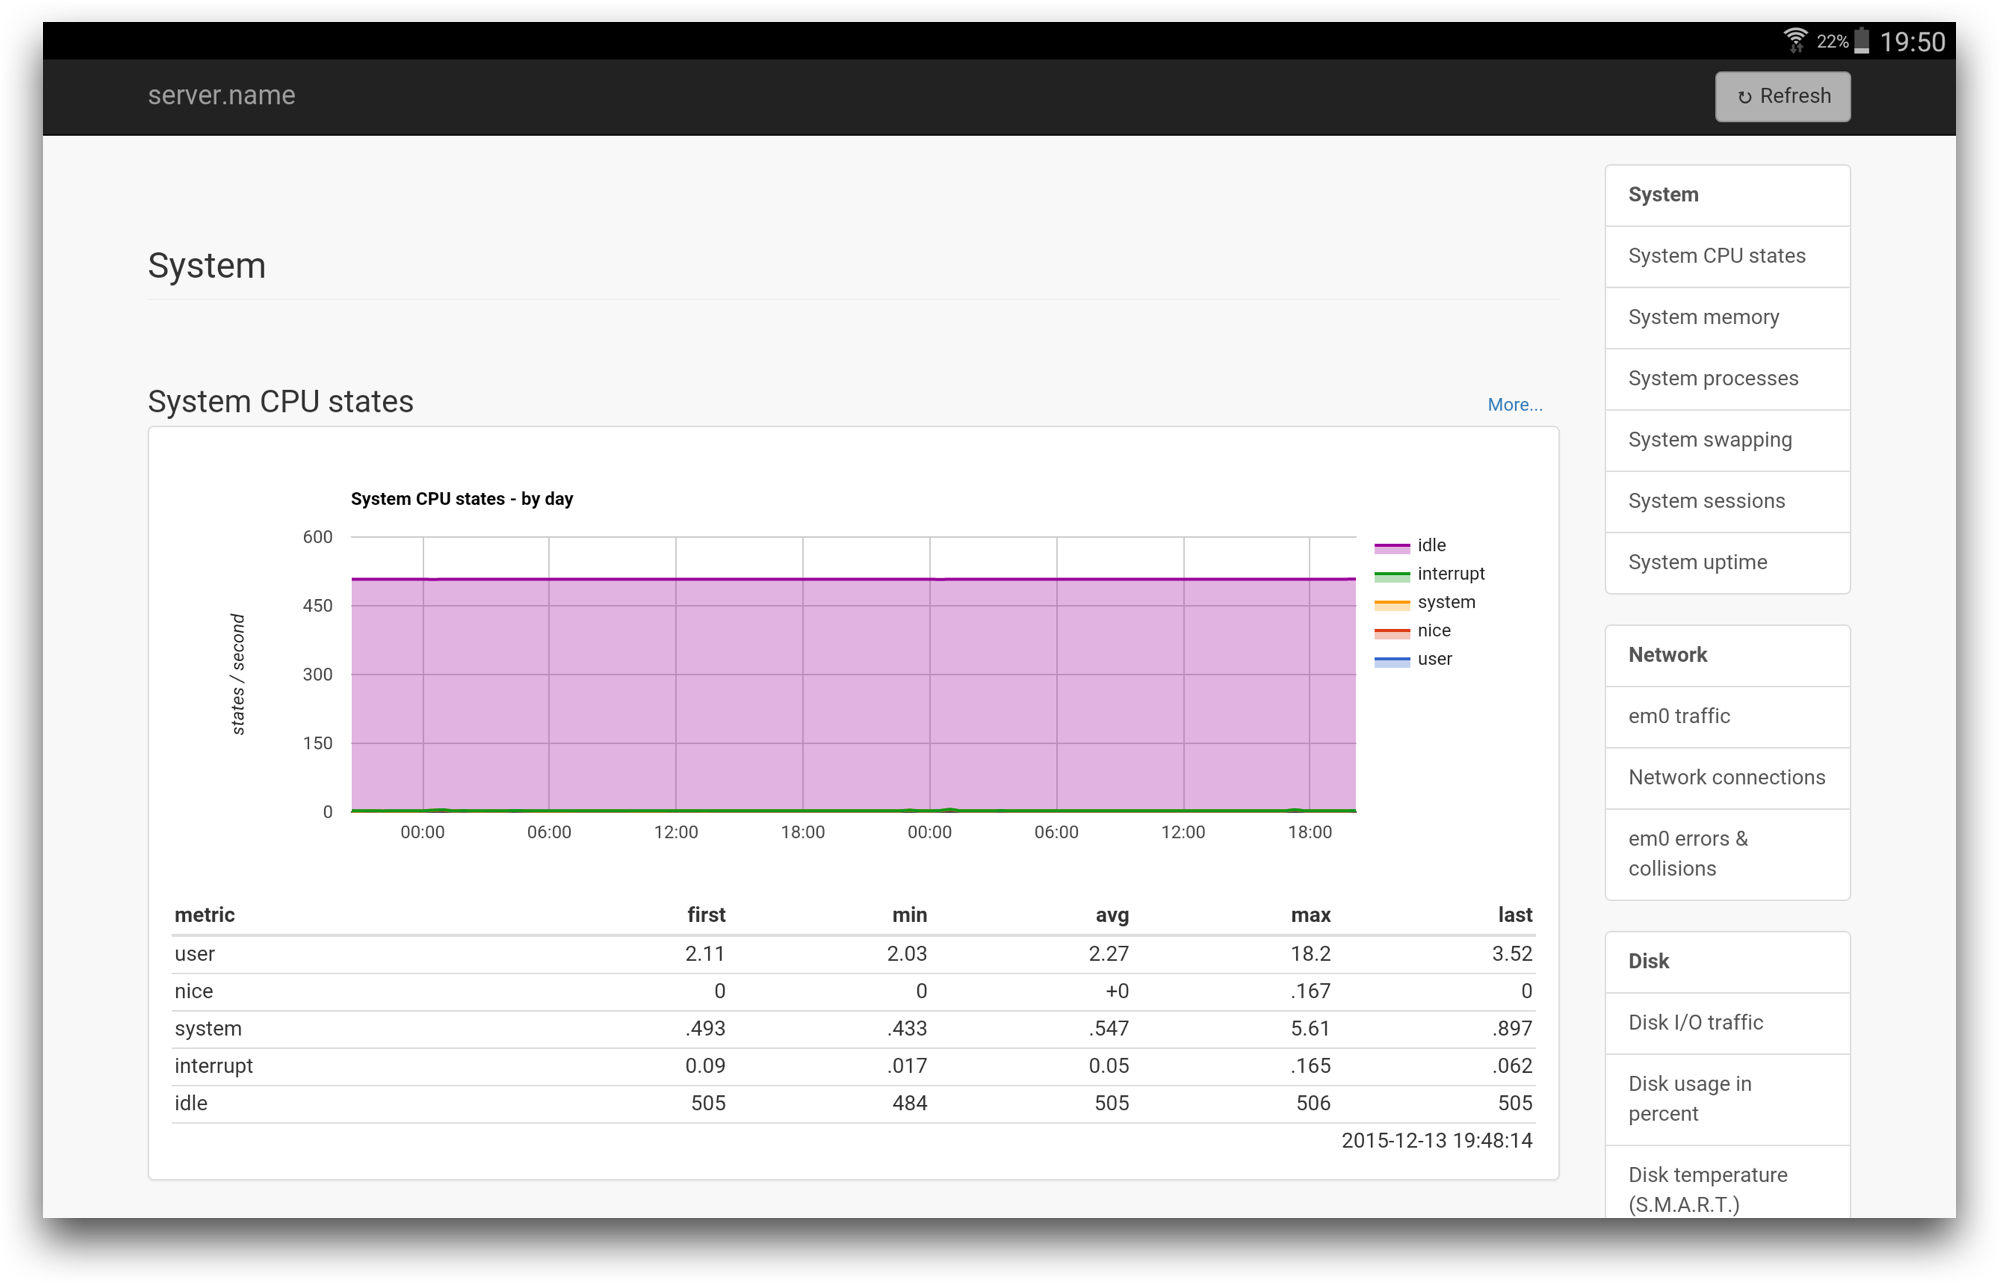 22% 19:50
server.name
↻ Refresh
System
System CPU states
More...
System CPU states - by day
states / second
600
450
300
150
0
00:00 06:00 12:00 18:00 00:00 06:00 12:00 18:00
idle
interrupt
system
nice
user
metric first min avg max last
user 2.11 2.03 2.27 18.2 3.52
nice 0 0 +0 .167 0
system .493 .433 .547 5.61 .897
interrupt 0.09 .017 0.05 .165 .062
idle 505 484 505 506 505
2015-12-13 19:48:14
System
System CPU states
System memory
System processes
System swapping
System sessions
System uptime
Network
em0 traffic
Network connections
em0 errors &
collisions
Disk
Disk I/O traffic
Disk usage in
percent
Disk temperature
(S.M.A.R.T.)